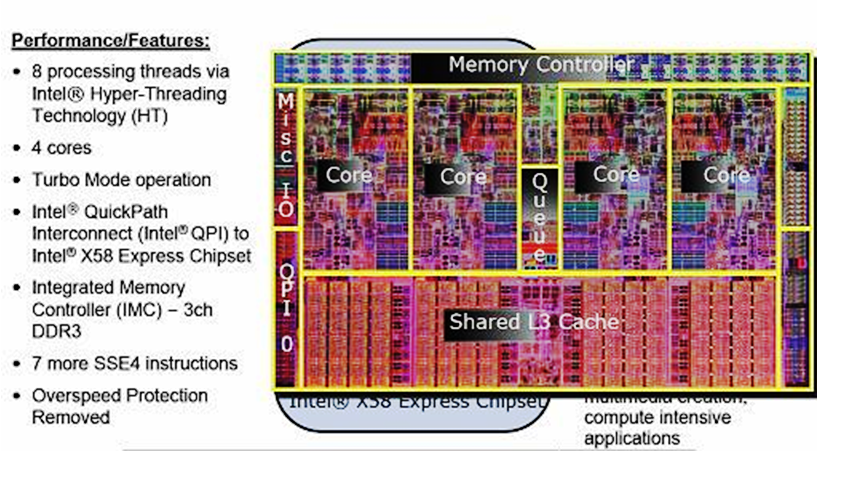 Performance/Features:
• 8 processing threads via
Intel® Hyper-Threading
Technology (HT)
• 4 cores
• Turbo Mode operation
• Intel® QuickPath
Interconnect (Intel® QPI) to
Intel® X58 Express Chipset
• Integrated Memory
Controller (IMC) – 3ch
DDR3
• 7 more SSE4 instructions
• Overspeed Protection
Removed
Memory Controller
Misc IO
QPI 0
Core
Core
Queue
Core
Core
Shared L3 Cache
Intel® X58 Express Chipset
multimedia creation,
compute intensive
applications